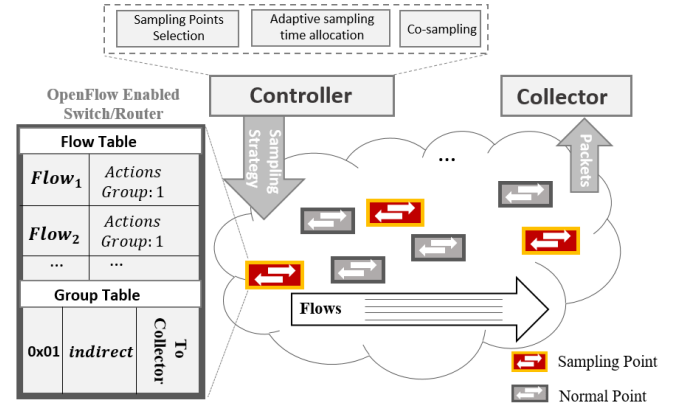 Sampling Points
Selection
Adaptive sampling
time allocation
Co-sampling
Controller
Collector
OpenFlow Enabled
Switch/Router
Flow Table
Flow₁
Actions
Group: 1
Flow₂
Actions
Group: 1
...
...
Group Table
0x01
indirect
To
Collector
Sampling
Strategy
Packets
...
Flows
Sampling Point
Normal Point